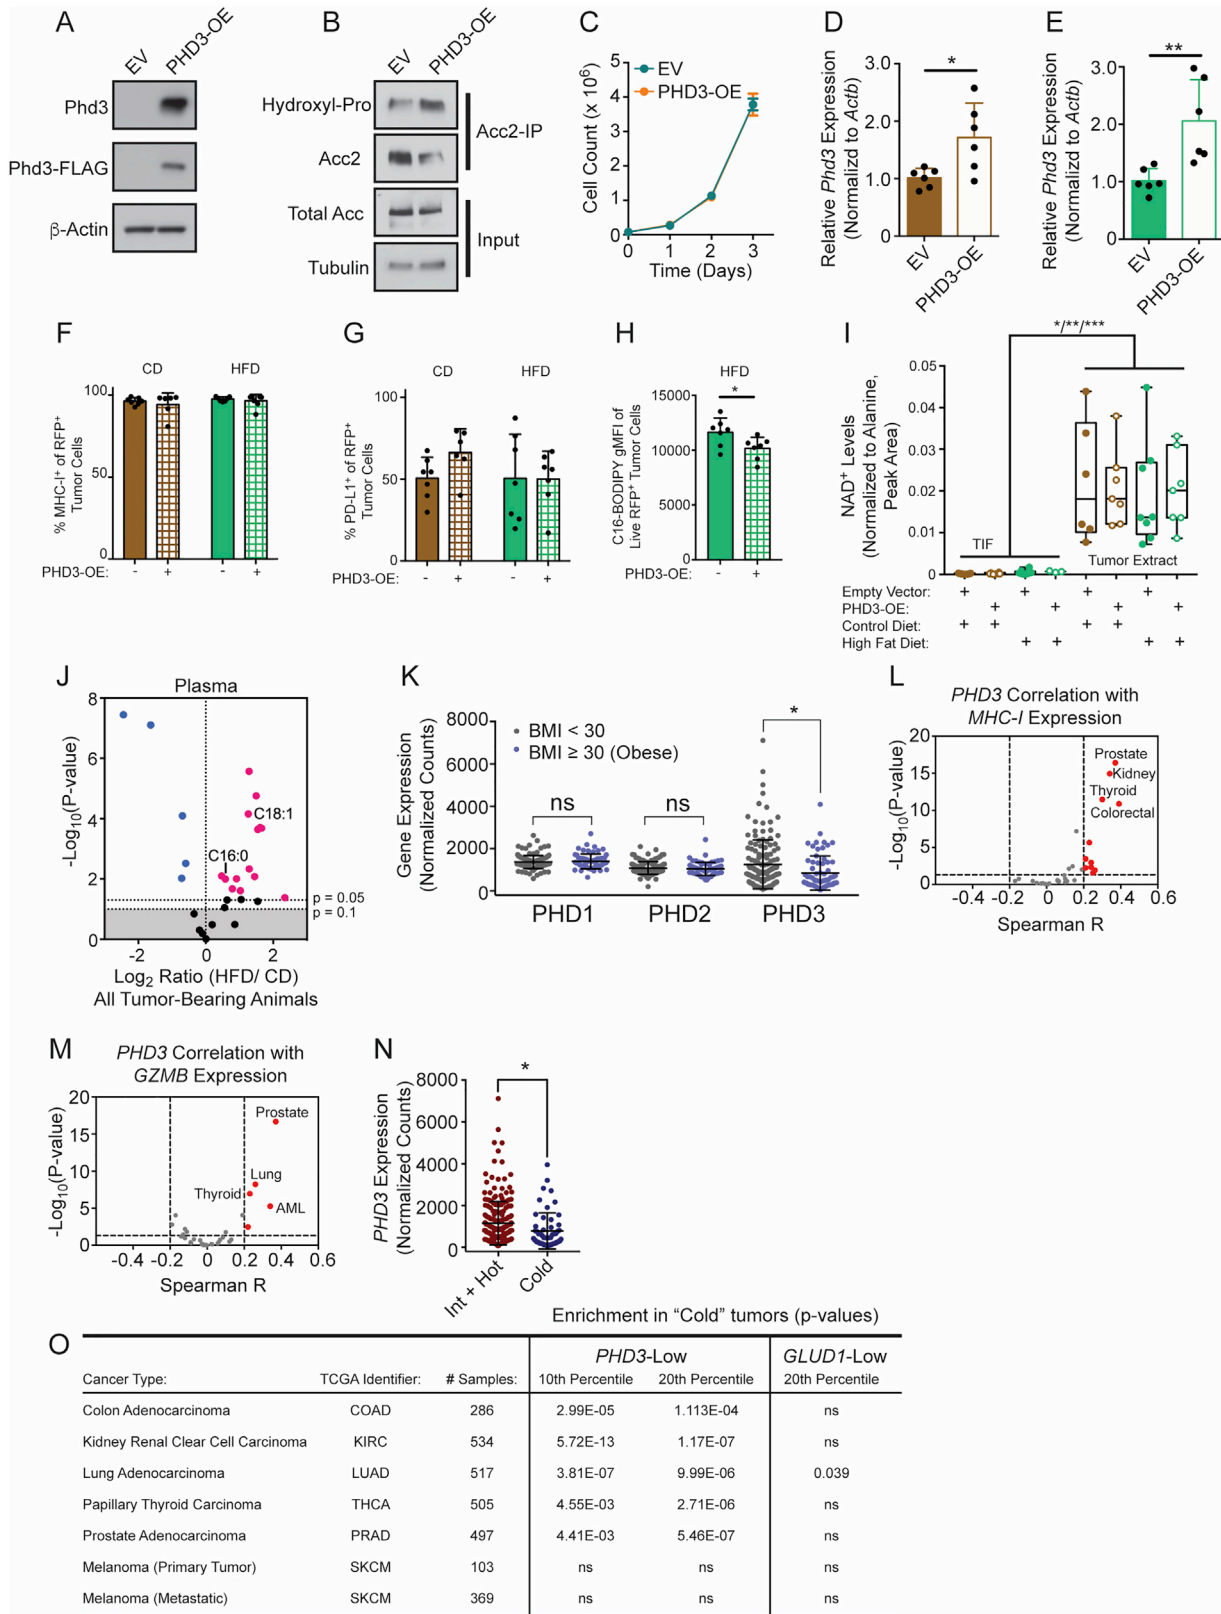 A
EV
PHD3-OE
Phd3
Phd3-FLAG
β-Actin
B
EV
PHD3-OE
Hydroxyl-Pro
Acc2
Acc2-IP
Total Acc
Tubulin
Input
C
Cell Count (x 10⁶)
6
5
4
3
2
1
0
EV
PHD3-OE
0 1 2 3
Time (Days)
D
Relative Phd3 Expression
(Normalizd to Actb)
3.0
2.0
1.0
0
*
EV
PHD3-OE
E
Relative Phd3 Expression
(Normalizd to Actb)
3.0
2.0
1.0
0
**
EV
PHD3-OE
F
CD HFD
% MHC-I⁺ of RFP⁺
Tumor Cells
100
50
0
PHD3-OE: - + - +
G
CD HFD
% PD-L1⁺ of RFP⁺
Tumor Cells
100
50
0
PHD3-OE: - + - +
H
HFD
*
C16-BODIPY gMFI of
Live RFP⁺ Tumor Cells
15000
10000
5000
0
PHD3-OE: - +
I
*/**/***
NAD⁺ Levels
(Normalized to Alanine,
Peak Area)
0.05
0.04
0.03
0.02
0.01
0
TIF
Tumor Extract
Empty Vector: + + + +
PHD3-OE: + + + +
Control Diet: + + + +
High Fat Diet: + + + +
J
Plasma
-Log₁₀(P-value)
8
6
4
2
0
C18:1
C16:0
p = 0.05
p = 0.1
-2 0 2
Log₂ Ratio (HFD/ CD)
All Tumor-Bearing Animals
K
Gene Expression
(Normalized Counts)
8000
6000
4000
2000
0
BMI < 30
BMI ≥ 30 (Obese)
ns
ns
*
PHD1 PHD2 PHD3
L
PHD3 Correlation with
MHC-I Expression
-Log₁₀(P-value)
20
15
10
5
0
Prostate
Kidney
Thyroid
Colorectal
-0.4 -0.2 0 0.2 0.4 0.6
Spearman R
M
PHD3 Correlation with
GZMB Expression
-Log₁₀(P-value)
20
15
10
5
0
Prostate
Lung
Thyroid
AML
-0.4 -0.2 0 0.2 0.4 0.6
Spearman R
N
PHD3 Expression
(Normalized Counts)
8000
6000
4000
2000
0
*
Int + Hot
Cold
O
Enrichment in “Cold” tumors (p-values)
PHD3-Low GLUD1-Low
Cancer Type: TCGA Identifier: # Samples: 10th Percentile 20th Percentile 20th Percentile
Colon Adenocarcinoma COAD 286 2.99E-05 1.113E-04 ns
Kidney Renal Clear Cell Carcinoma KIRC 534 5.72E-13 1.17E-07 ns
Lung Adenocarcinoma LUAD 517 3.81E-07 9.99E-06 0.039
Papillary Thyroid Carcinoma THCA 505 4.55E-03 2.71E-06 ns
Prostate Adenocarcinoma PRAD 497 4.41E-03 5.46E-07 ns
Melanoma (Primary Tumor) SKCM 103 ns ns ns
Melanoma (Metastatic) SKCM 369 ns ns ns